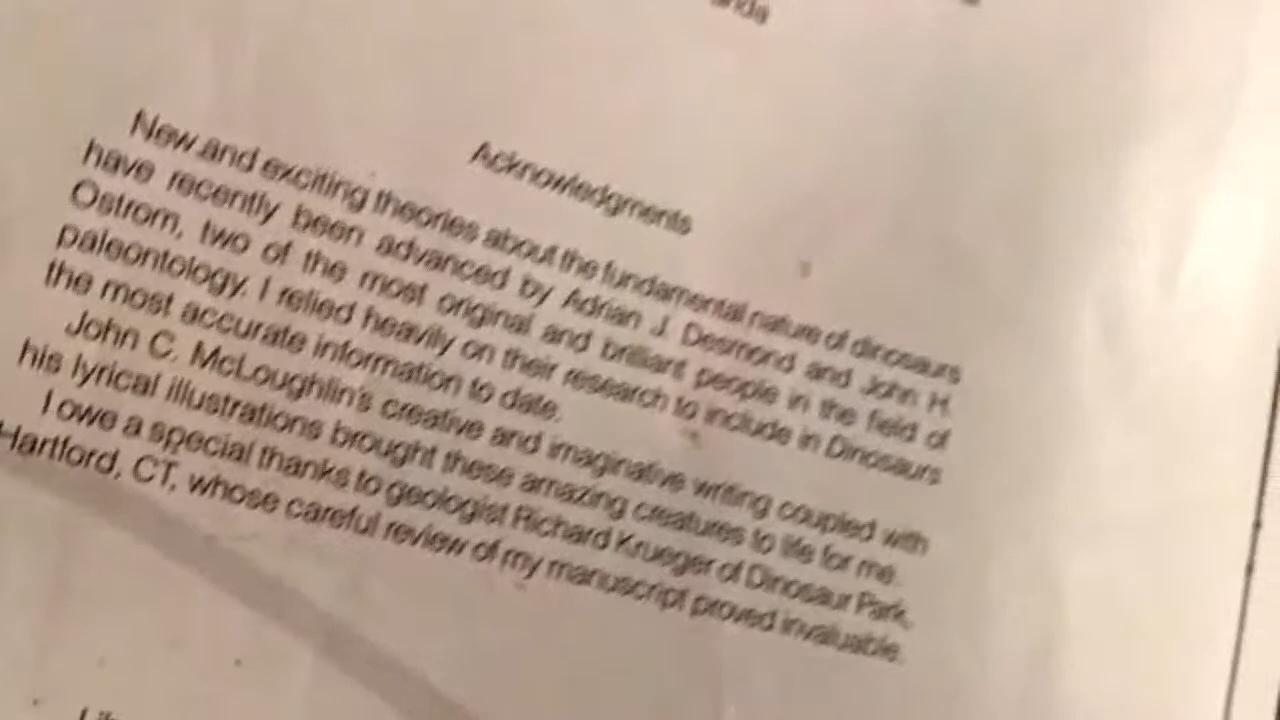 Acknowledgments
New and exciting theories about the fundamental nature of dinosaurs
have recently been advanced by Adrian J. Desmond and John H.
Ostrom, two of the most original and brilliant people in the field of
paleontology. I relied heavily on their research to include in Dinosaurs
the most accurate information to date.
John C. McLoughlin's creative and imaginative writing coupled with
his lyrical illustrations brought these amazing creatures to life for me.
I owe a special thanks to geologist Richard Krueger of Dinosaur Park,
Hartford, CT, whose careful review of my manuscript proved invaluable.